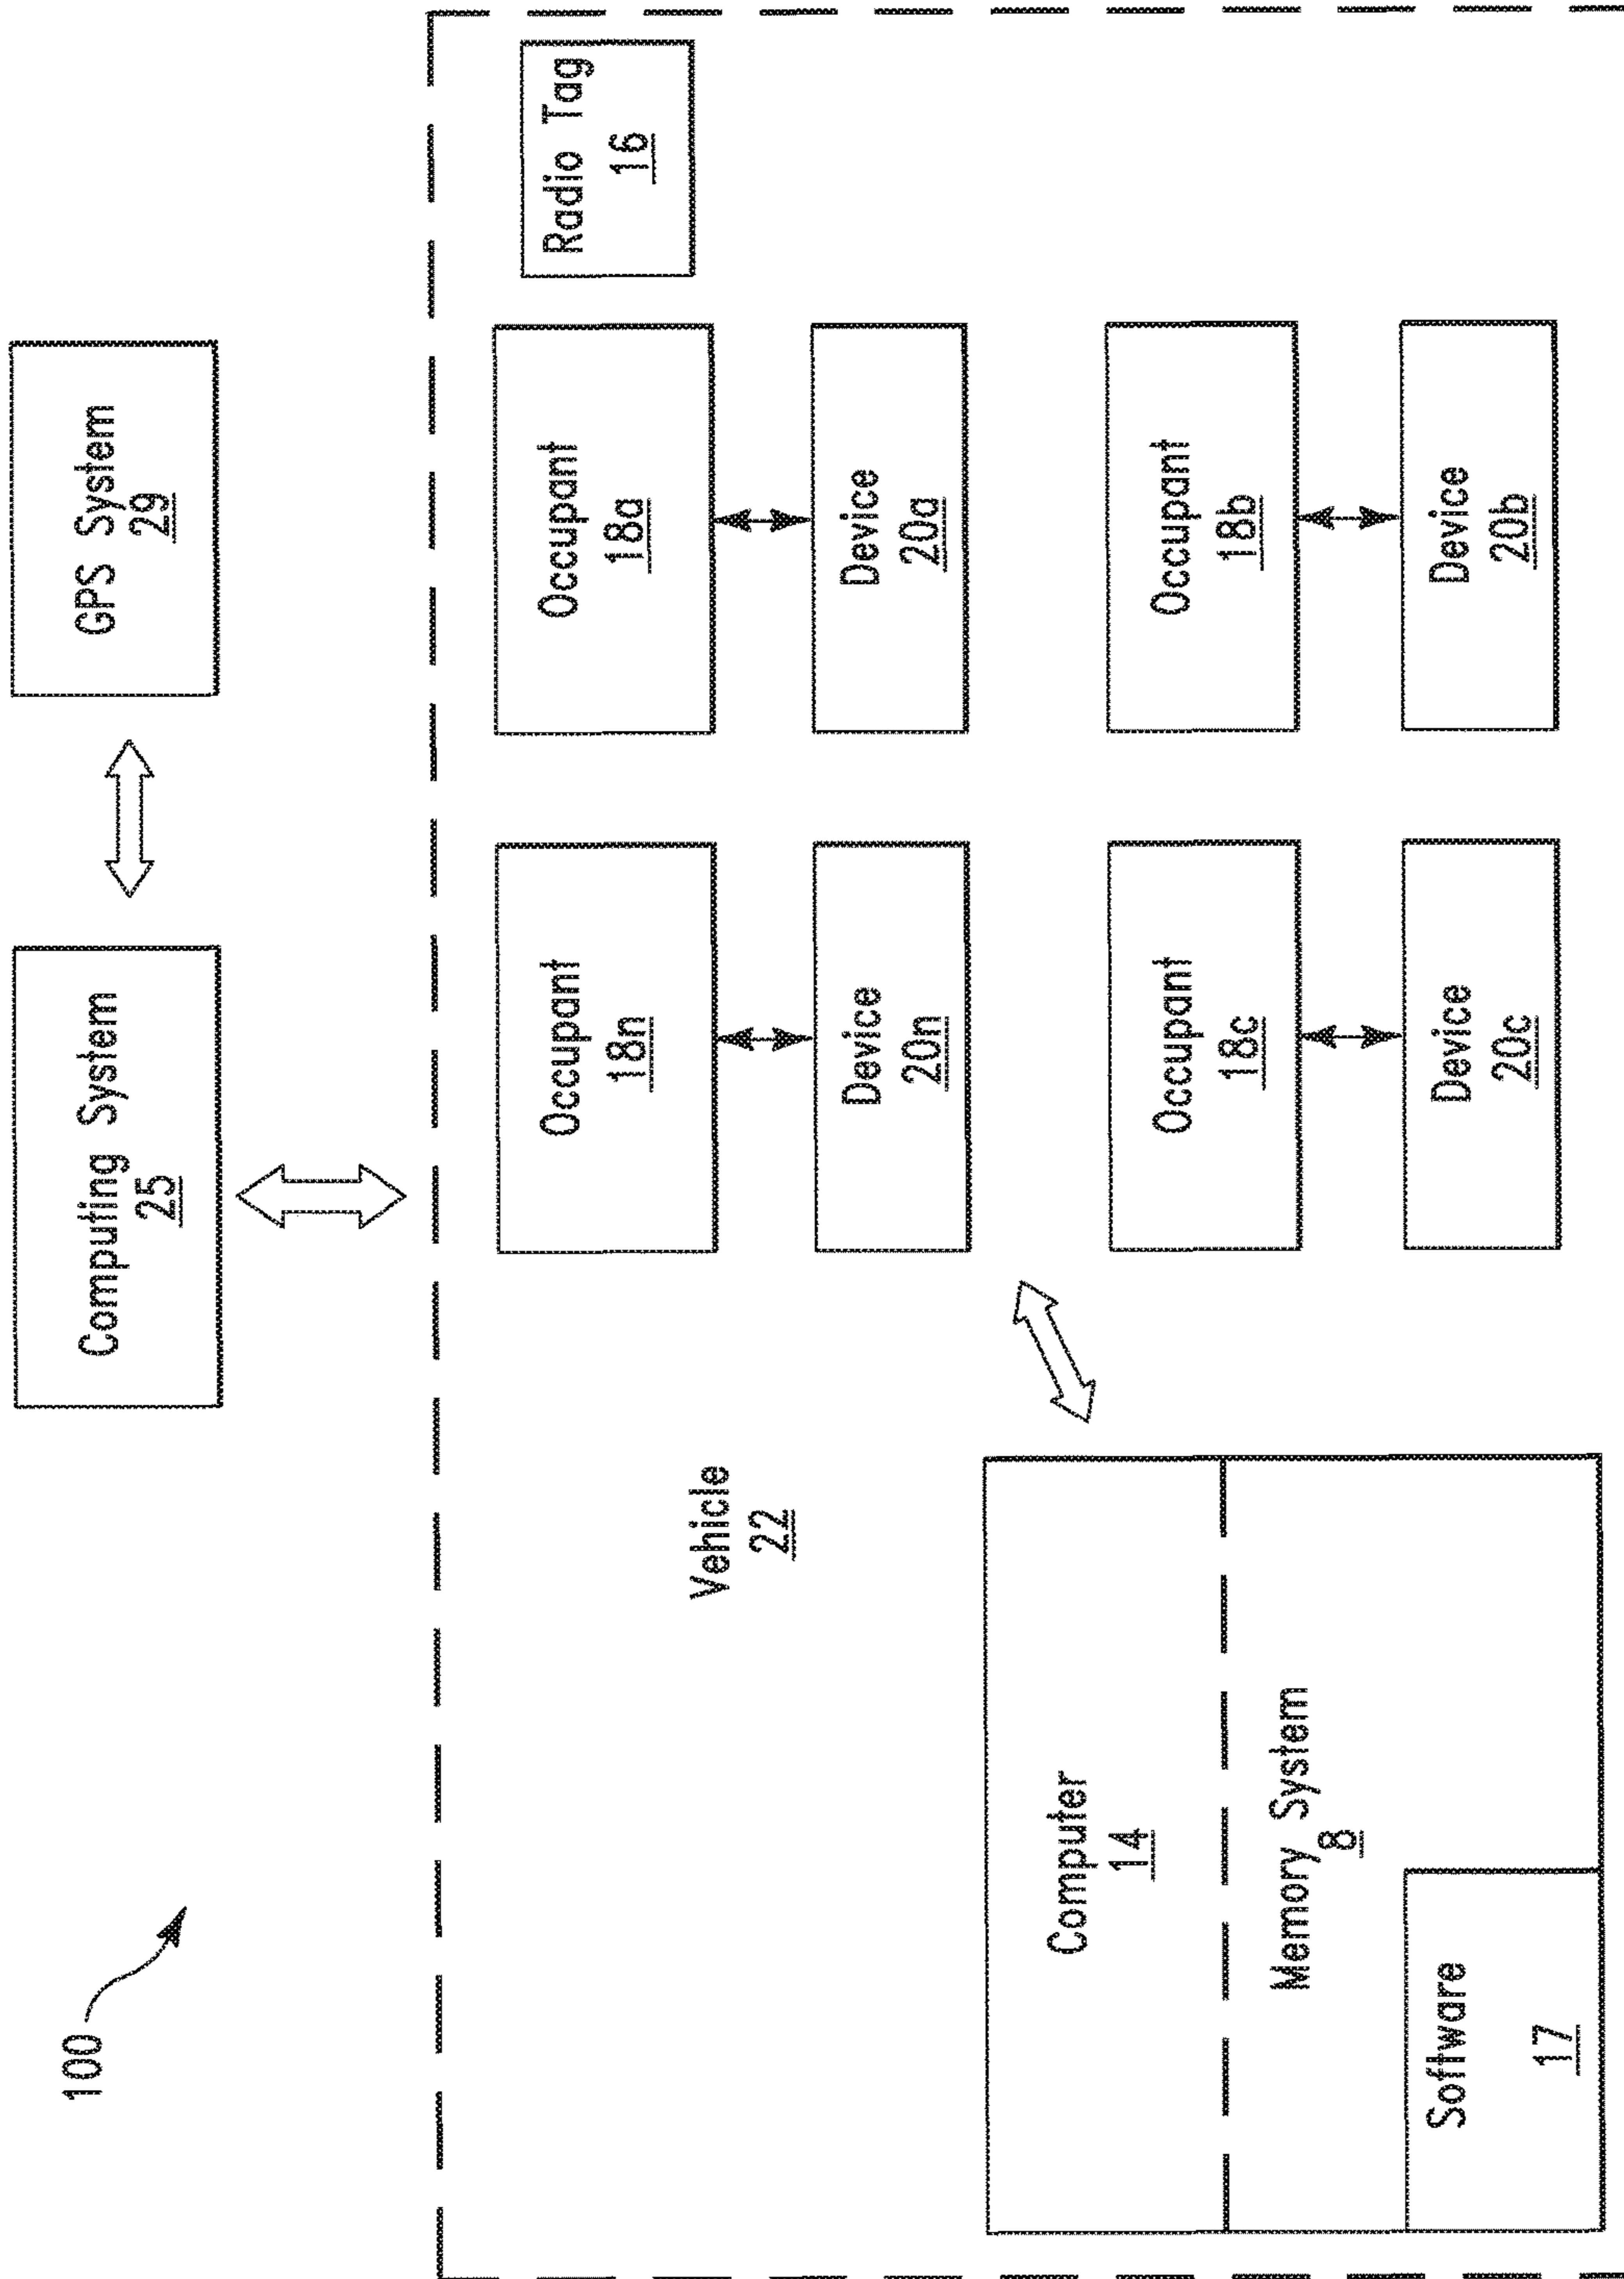 100
Computing System
25
GPS System
29
Vehicle
22
Radio Tag
16
Occupant
18n
Occupant
18a
Device
20n
Device
20a
Occupant
18c
Occupant
18b
Device
20c
Device
20b
Computer
14
Memory System
8
Software
17